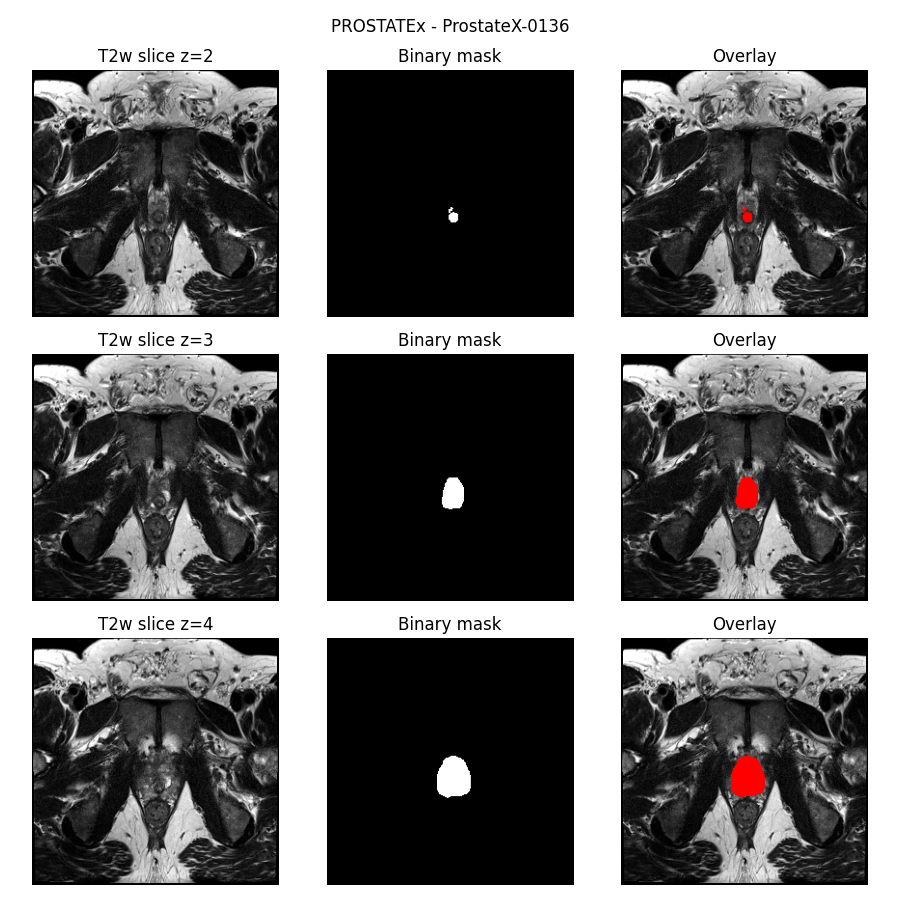 PROSTATEx - ProstateX-0136
T2w slice z=2 Binary mask Overlay
T2w slice z=3 Binary mask Overlay
T2w slice z=4 Binary mask Overlay